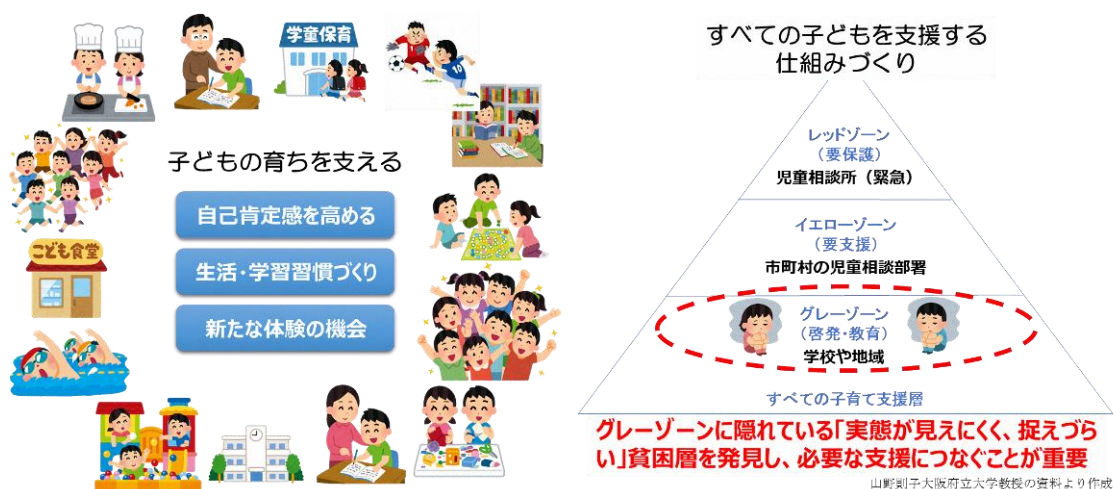 学童保育
子どもの育ちを支える
自己肯定感を高める
生活・学習習慣づくり
新たな体験の機会
こども食堂
10
すべての子どもを支援する
仕組みづくり
レッドゾーン
（要保護）
児童相談所（緊急）
イエローゾーン
（要支援）
市町村の児童相談部署
グレーゾーン
（啓発・教育）
学校や地域
すべての子育て支援層
グレーゾーンに隠れている「実態が見えにくく、捉えづら
い」貧困層を発見し、必要な支援につなぐことが重要
山野則子大阪府立大学教授の資料より作成